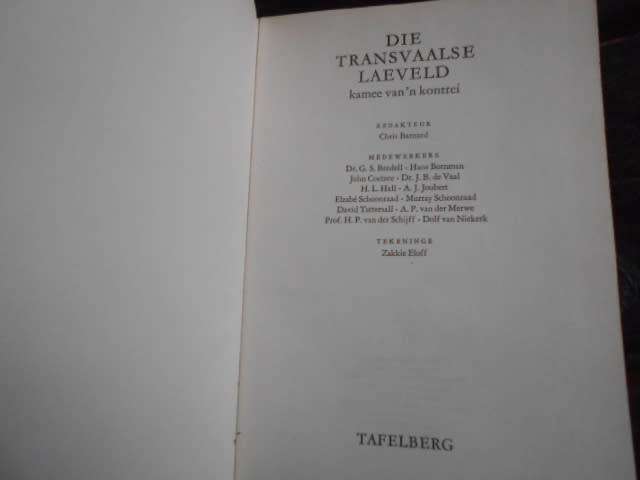 DIE
TRANSVAALSE
LAEVELD
kamee van 'n kontrei
REDAKTEUR
Chris Barnard
MEDEWERKERS
Dr. G. S. Bredell · Hans Bornman
John Coetzee · Dr. J. B. de Vaal
H. L. Hall · A. J. Joubert
Elzabé Schoonraad · Murray Schoonraad
David Tattersall · A. P. van der Merwe
Prof. H. P. van der Schijff · Dolf van Niekerk
TEKENINGE
Zakkie Eloff
TAFELBERG